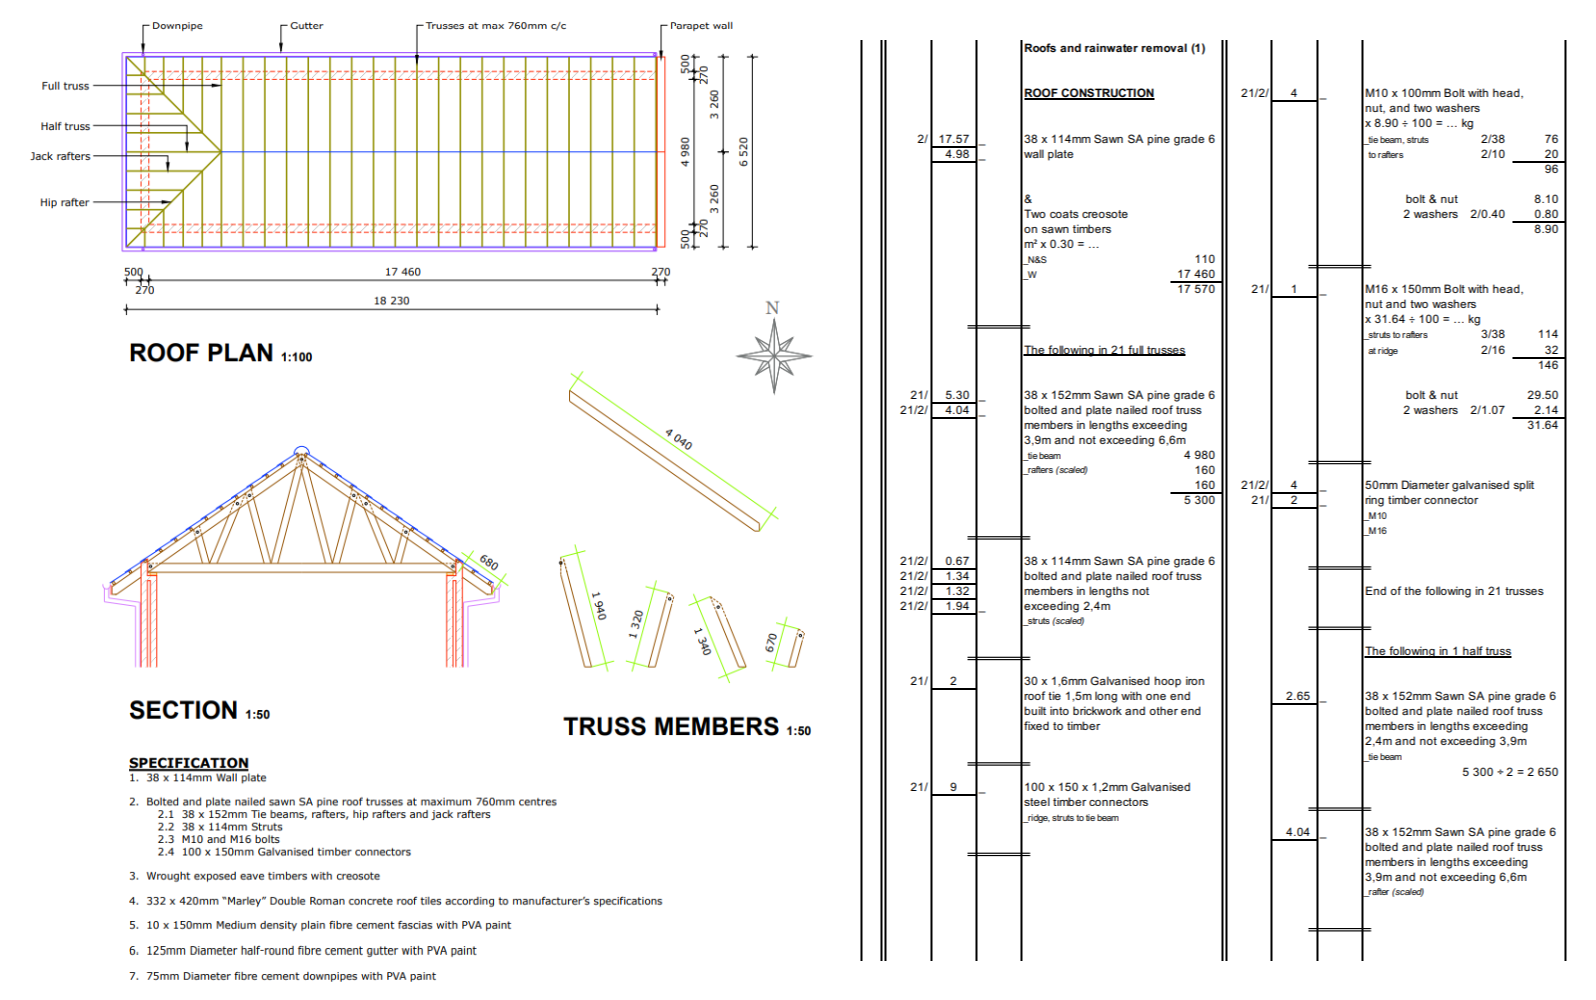 Downpipe
Gutter
Trusses at max 760mm c/c
Parapet wall
Full truss
Half truss
Jack rafters
Hip rafter
500
270
3 260
4 980
6 520
3 260
270
500
500
17 460
270
270
18 230
N
ROOF PLAN 1:100
4 040
680
1 940
1 320
1 340
670
SECTION 1:50
TRUSS MEMBERS 1:50
SPECIFICATION
1. 38 x 114mm Wall plate
2. Bolted and plate nailed sawn SA pine roof trusses at maximum 760mm centres
2.1 38 x 152mm Tie beams, rafters, hip rafters and jack rafters
2.2 38 x 114mm Struts
2.3 M10 and M16 bolts
2.4 100 x 150mm Galvanised timber connectors
3. Wrought exposed eave timbers with creosote
4. 332 x 420mm “Marley” Double Roman concrete roof tiles according to manufacturer’s specifications
5. 10 x 150mm Medium density plain fibre cement fascias with PVA paint
6. 125mm Diameter half-round fibre cement gutter with PVA paint
7. 75mm Diameter fibre cement downpipes with PVA paint
Roofs and rainwater removal (1)
ROOF CONSTRUCTION
2/ 17.57 _ 38 x 114mm Sawn SA pine grade 6
4.98 _ wall plate
&
Two coats creosote
on sawn timbers
m² x 0.30 = …
_N&S 110
_W 17 460
17 570
The following in 21 full trusses
21/ 5.30 _ 38 x 152mm Sawn SA pine grade 6
21/2/ 4.04 _ bolted and plate nailed roof truss
members in lengths exceeding
3,9m and not exceeding 6,6m
_tie beam 4 980
_rafters (scaled) 160
160
5 300
21/2/ 0.67 38 x 114mm Sawn SA pine grade 6
21/2/ 1.34 bolted and plate nailed roof truss
21/2/ 1.32 members in lengths not
21/2/ 1.94 _ exceeding 2,4m
_struts (scaled)
21/ 2 30 x 1,6mm Galvanised hoop iron
roof tie 1,5m long with one end
built into brickwork and other end
fixed to timber
21/ 9 _ 100 x 150 x 1,2mm Galvanised
steel timber connectors
_ridge, struts to tie beam
21/2/ 4 _ M10 x 100mm Bolt with head,
nut, and two washers
x 8.90 ÷ 100 = … kg
_tie beam, struts 2/38 76
to rafters 2/10 20
96
bolt & nut 8.10
2 washers 2/0.40 0.80
8.90
21/ 1 _ M16 x 150mm Bolt with head,
nut and two washers
x 31.64 ÷ 100 = … kg
_struts to rafters 3/38 114
at ridge 2/16 32
146
bolt & nut 29.50
2 washers 2/1.07 2.14
31.64
21/2/ 4 _ 50mm Diameter galvanised split
21/ 2 _ ring timber connector
_M10
_M16
End of the following in 21 trusses
The following in 1 half truss
2.65 _ 38 x 152mm Sawn SA pine grade 6
bolted and plate nailed roof truss
members in lengths exceeding
2,4m and not exceeding 3,9m
_tie beam
5 300 ÷ 2 = 2 650
4.04 _ 38 x 152mm Sawn SA pine grade 6
bolted and plate nailed roof truss
members in lengths exceeding
3,9m and not exceeding 6,6m
_rafter (scaled)